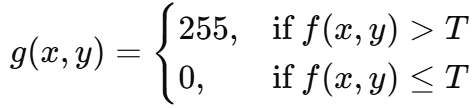 g(x, y) = { 255, if f(x, y) > T
0, if f(x, y) ≤ T